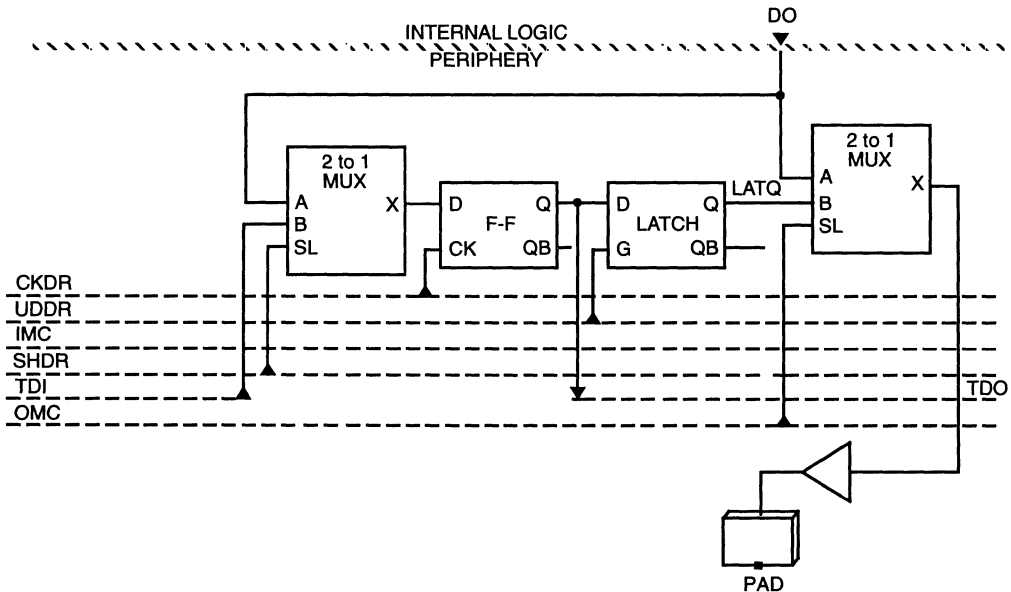 DO
INTERNAL LOGIC
PERIPHERY
2 to 1
MUX
A
B
SL
X
D
Q
F-F
CK
QB
D
Q
LATCH
G
QB
LATQ
2 to 1
MUX
A
B
SL
X
CKDR
UDDR
IMC
SHDR
TDI
TDO
OMC
PAD